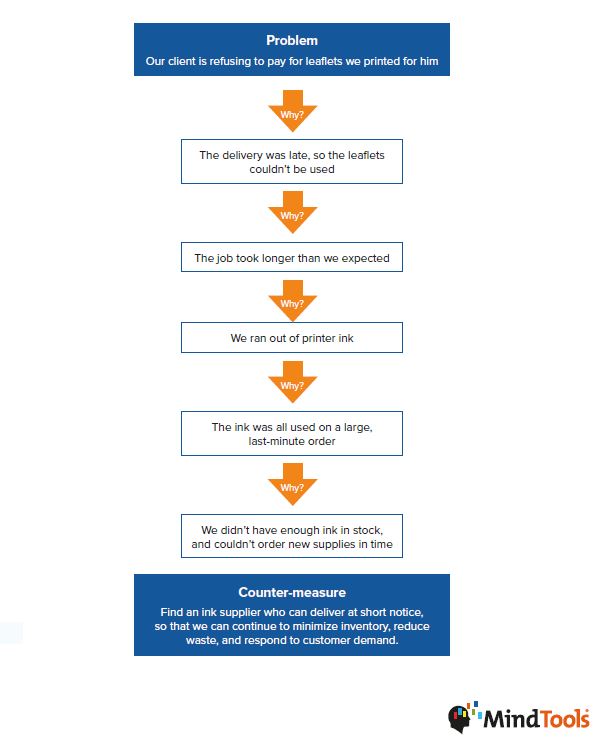 Problem
Our client is refusing to pay for leaflets we printed for him
Why?
The delivery was late, so the leaflets
couldn't be used
Why?
The job took longer than we expected
Why?
We ran out of printer ink
Why?
The ink was all used on a large,
last-minute order
Why?
We didn't have enough ink in stock,
and couldn't order new supplies in time
Counter-measure
Find an ink supplier who can deliver at short notice,
so that we can continue to minimize inventory, reduce
waste, and respond to customer demand.
MindTools